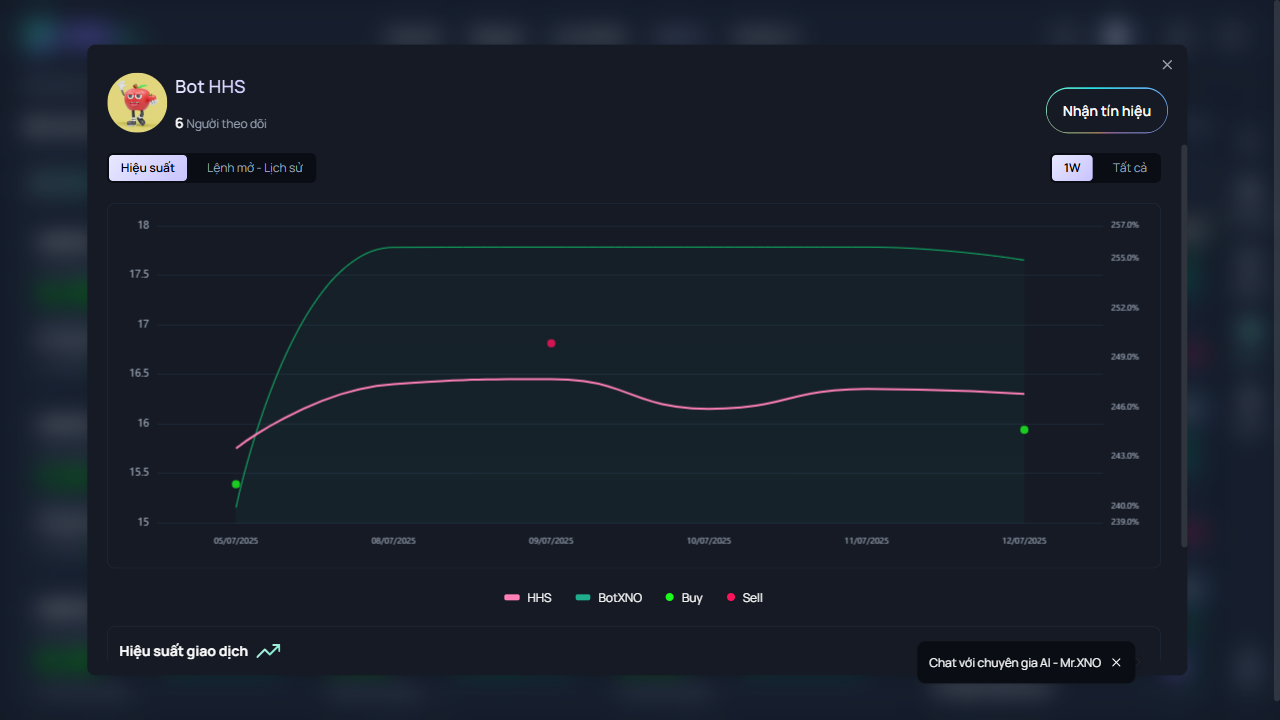 Bot HHS
6 Người theo dõi
Nhận tín hiệu
Hiệu suất
Lệnh mở - Lịch sử
1W
Tất cả
18
17.5
17
16.5
16
15.5
15
257.0%
255.0%
252.0%
249.0%
246.0%
243.0%
240.0%
239.0%
05/07/2025
08/07/2025
09/07/2025
10/07/2025
11/07/2025
12/07/2025
HHS
BotXNO
Buy
Sell
Hiệu suất giao dịch
Chat với chuyên gia AI - Mr.XNO